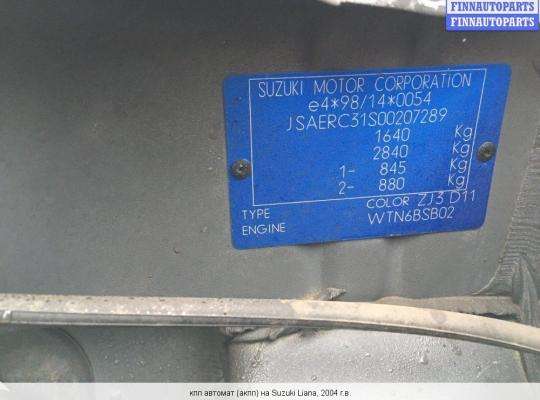 FINNAUTOPARTS
FINNAUTOPARTS
SUZUKI MOTOR CORPORATION
e4*98/14*0054
JSAERC31S00207289
1640 Kg
2840 Kg
1- 845 Kg
2- 880 Kg
TYPE COLOR ZJ3 D11
ENGINE WTN6BSB02
кпп автомат (акпп) на Suzuki Liana, 2004 г.в.